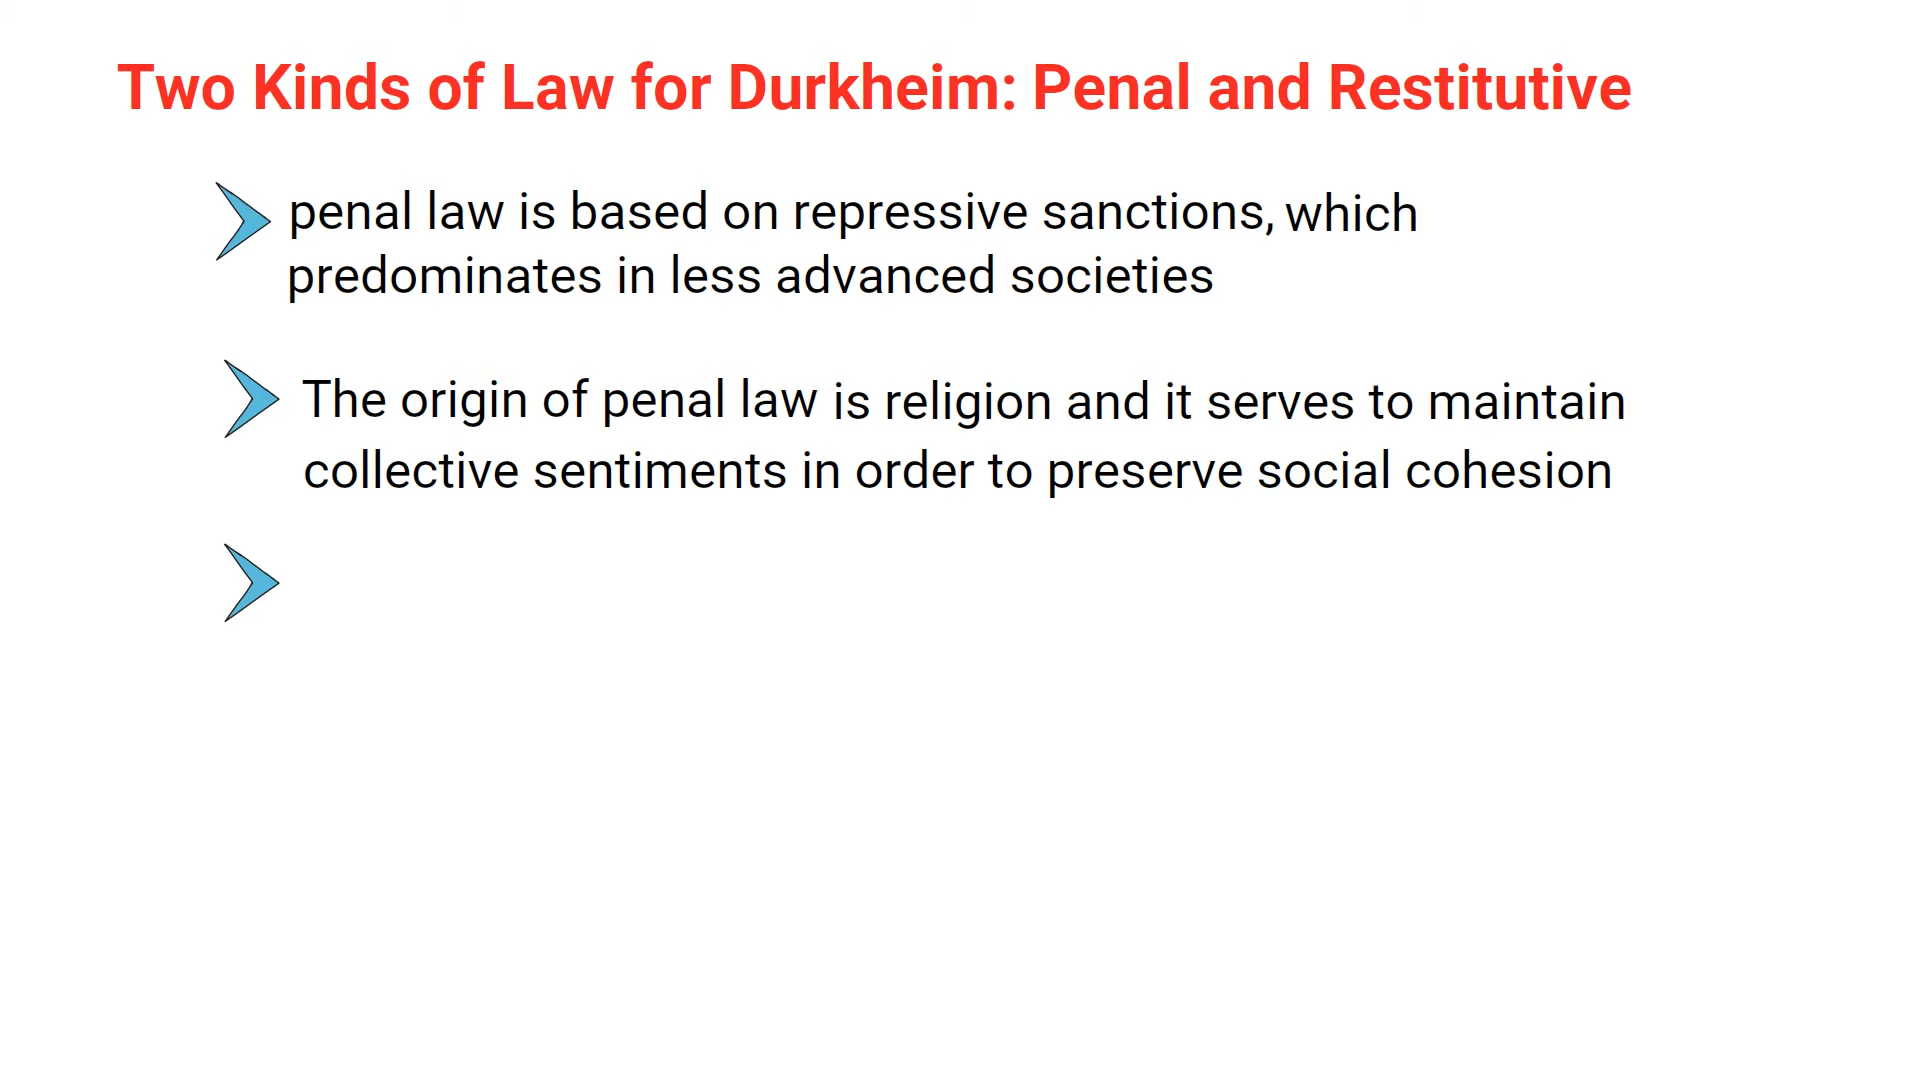 Two Kinds of Law for Durkheim: Penal and Restitutive
penal law is based on repressive sanctions, which
predominates in less advanced societies
The origin of penal law is religion and it serves to maintain
collective sentiments in order to preserve social cohesion